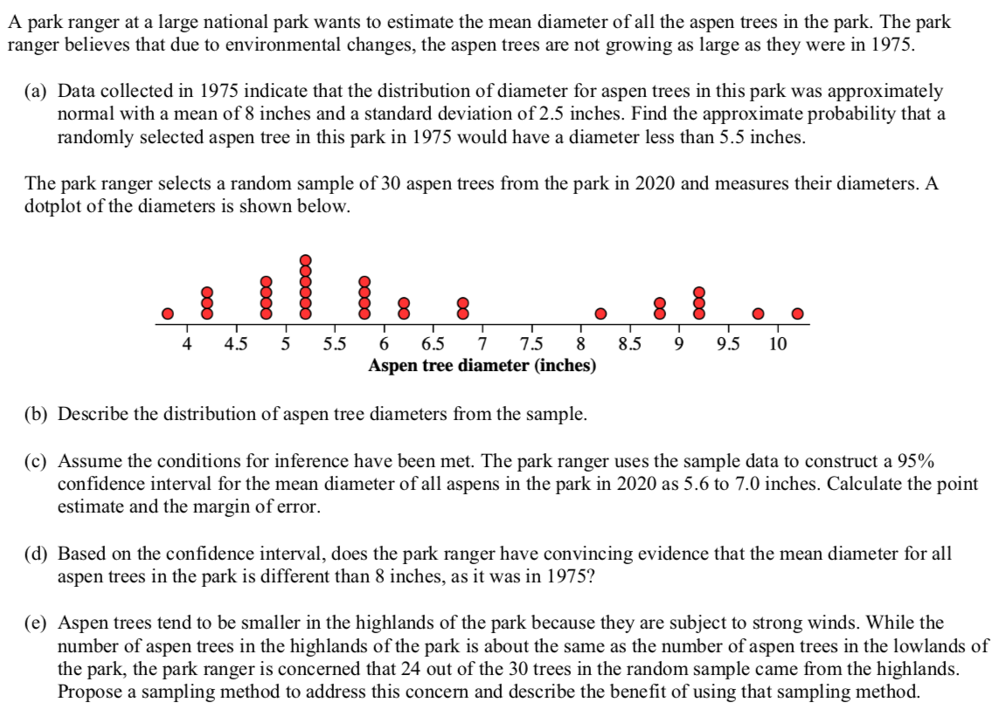 A park ranger at a large national park wants to estimate the mean diameter of all the aspen trees in the park. The park
ranger believes that due to environmental changes, the aspen trees are not growing as large as they were in 1975.
(a) Data collected in 1975 indicate that the distribution of diameter for aspen trees in this park was approximately
normal with a mean of 8 inches and a standard deviation of 2.5 inches. Find the approximate probability that a
randomly selected aspen tree in this park in 1975 would have a diameter less than 5.5 inches.
The park ranger selects a random sample of 30 aspen trees from the park in 2020 and measures their diameters. A
dotplot of the diameters is shown below.
4 4.5 5 5.5 6 6.5 7 7.5 8 8.5 9 9.5 10
Aspen tree diameter (inches)
(b) Describe the distribution of aspen tree diameters from the sample.
(c) Assume the conditions for inference have been met. The park ranger uses the sample data to construct a 95%
confidence interval for the mean diameter of all aspens in the park in 2020 as 5.6 to 7.0 inches. Calculate the point
estimate and the margin of error.
(d) Based on the confidence interval, does the park ranger have convincing evidence that the mean diameter for all
aspen trees in the park is different than 8 inches, as it was in 1975?
(e) Aspen trees tend to be smaller in the highlands of the park because they are subject to strong winds. While the
number of aspen trees in the highlands of the park is about the same as the number of aspen trees in the lowlands of
the park, the park ranger is concerned that 24 out of the 30 trees in the random sample came from the highlands.
Propose a sampling method to address this concern and describe the benefit of using that sampling method.